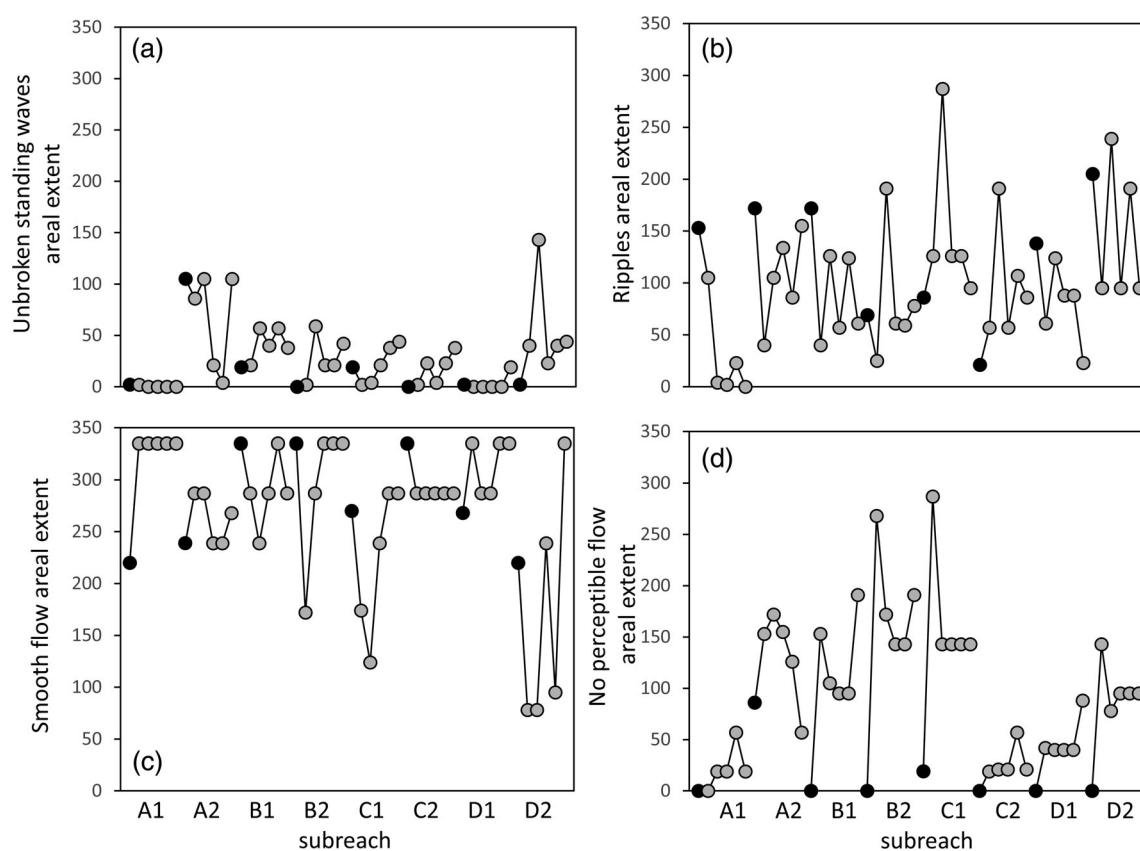 350
300
250
200
150
100
50
0
(a)
Unbroken standing waves
areal extent
350
300
250
200
150
100
50
0
(b)
Ripples areal extent
350
300
250
200
150
100
50
0
(c)
Smooth flow areal extent
A1 A2 B1 B2 C1 C2 D1 D2
subreach
350
300
250
200
150
100
50
0
(d)
No perceptible flow
areal extent
A1 A2 B1 B2 C1 C2 D1 D2
subreach